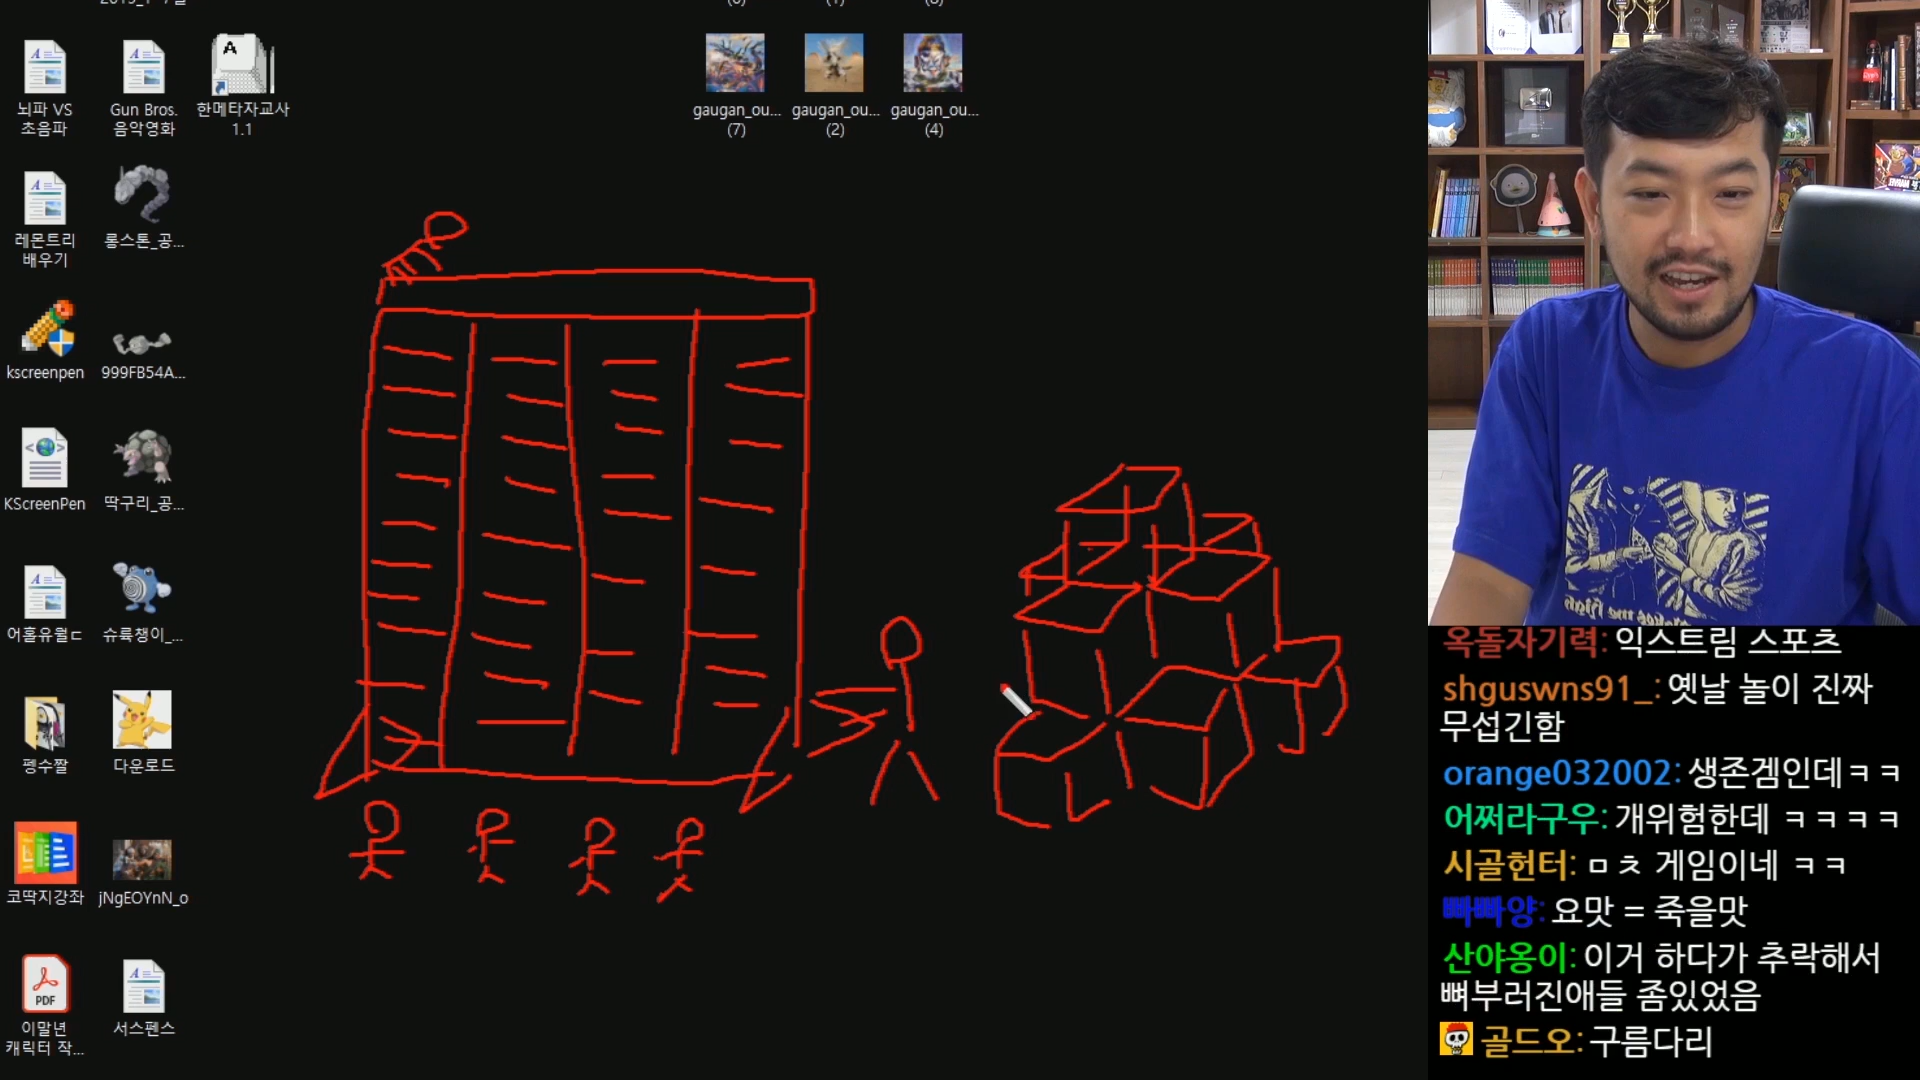 뇌파 VS
초음파
Gun Bros.
음악영화
한메타자교사
1.1
gaugan_ou...
(7)
gaugan_ou...
(2)
gaugan_ou...
(4)
레몬트리
배우기
롱스톤_공...
kscreenpen
999FB54A...
KScreenPen
딱구리_공...
어홀유월ㄷ
슈륙챙이_...
펭수짤
다운로드
코딱지강좌
jNgEOYnN_o
PDF
이말년
캐릭터 작...
서스펜스
옥돌자기력: 익스트림 스포츠
shguswns91_: 옛날 놀이 진짜
무섭긴함
orange032002: 생존겜인데ㅋㅋ
어쩌라구우: 개위험한데 ㅋㅋㅋㅋ
시골헌터: ㅁㅊ 게임이네 ㅋㅋ
빠빠양: 요맛 = 죽을맛
산야옹이: 이거 하다가 추락해서
뼈부러진애들 좀있었음
골드오: 구름다리